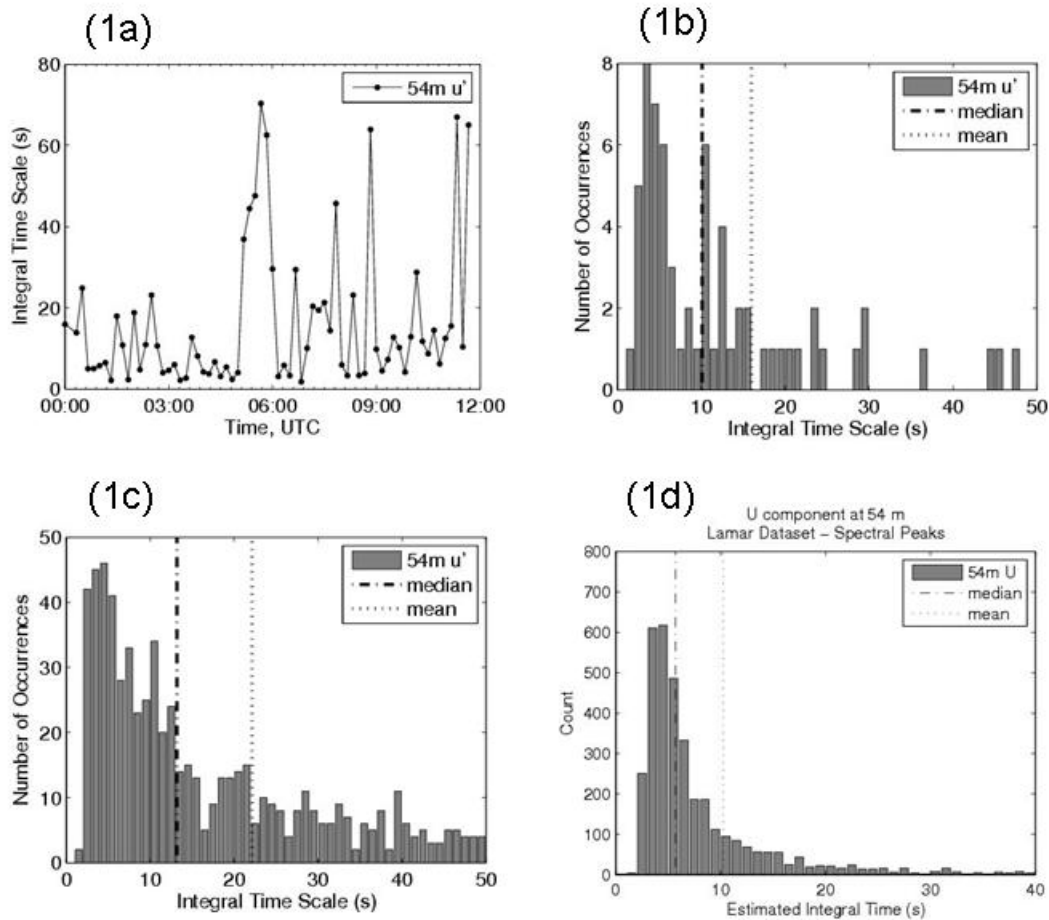 (1a)
80
60
40
20
0
Integral Time Scale (s)
54m u'
00:00 03:00 06:00 09:00 12:00
Time, UTC
(1b)
8
6
4
2
0
Number of Occurrences
54m u'
median
mean
0 10 20 30 40 50
Integral Time Scale (s)
(1c)
50
40
30
20
10
0
Number of Occurrences
54m u'
median
mean
0 10 20 30 40 50
Integral Time Scale (s)
(1d)
U component at 54 m
Lamar Dataset – Spectral Peaks
800
700
600
500
400
300
200
100
0
Count
54m U
median
mean
0 10 20 30 40
Estimated Integral Time (s)